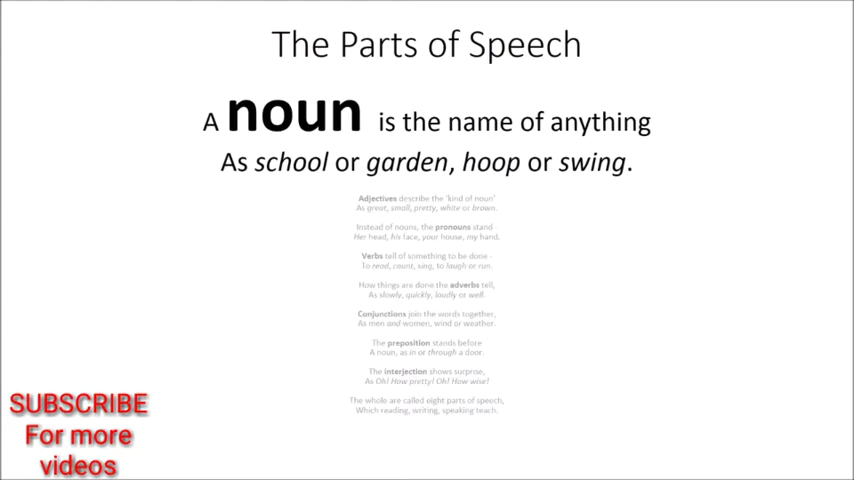 The Parts of Speech
A noun is the name of anything
As school or garden, hoop or swing.
Adjectives describe the 'kind of noun'
As great, small, pretty, white or brown.
Instead of nouns, the pronouns stand -
Her head, his face, your house, my hand.
Verbs tell of something to be done -
To read, count, sing, to laugh or run.
How things are done the adverbs tell,
As slowly, quickly, loudly or well.
Conjunctions join the words together,
As men and women, wind or weather.
The preposition stands before
A noun, as in or through a door.
The interjection shows surprise,
As Oh! How pretty! Oh! How wise!
The whole are called eight parts of speech,
Which reading, writing, speaking teach.
SUBSCRIBE
For more
videos